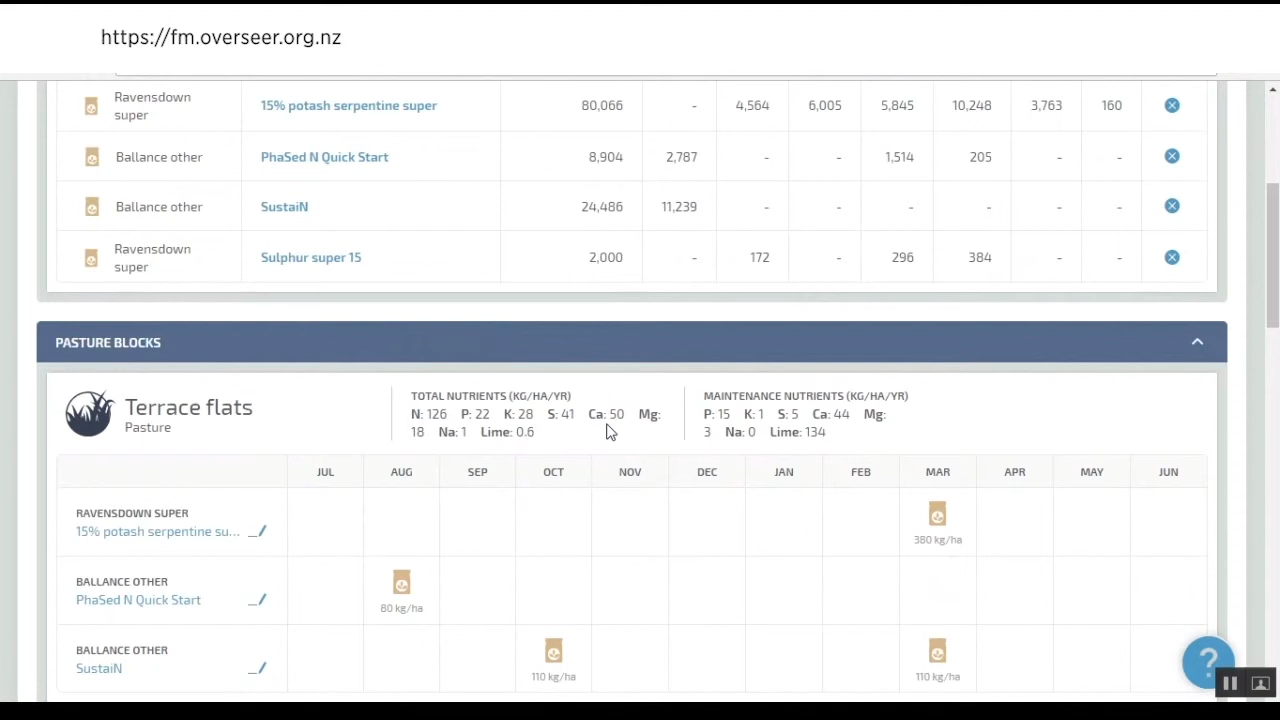 https://fm.overseer.org.nz
Ravensdown super 15% potash serpentine super 80,066 - 4,564 6,005 5,845 10,248 3,763 160
Ballance other PhaSed N Quick Start 8,904 2,787 - - 1,514 205 - -
Ballance other SustaiN 24,486 11,239 - - - - - -
Ravensdown super Sulphur super 15 2,000 - 172 - 296 384 - -
PASTURE BLOCKS
Terrace flats
Pasture
TOTAL NUTRIENTS (KG/HA/YR)
N: 126 P: 22 K: 28 S: 41 Ca: 50 Mg:
18 Na: 1 Lime: 0.6
MAINTENANCE NUTRIENTS (KG/HA/YR)
P: 15 K: 1 S: 5 Ca: 44 Mg:
3 Na: 0 Lime: 134
JUL AUG SEP OCT NOV DEC JAN FEB MAR APR MAY JUN
RAVENSDOWN SUPER
15% potash serpentine su...
380 kg/ha
BALLANCE OTHER
PhaSed N Quick Start
80 kg/ha
BALLANCE OTHER
SustaiN
110 kg/ha 110 kg/ha
?